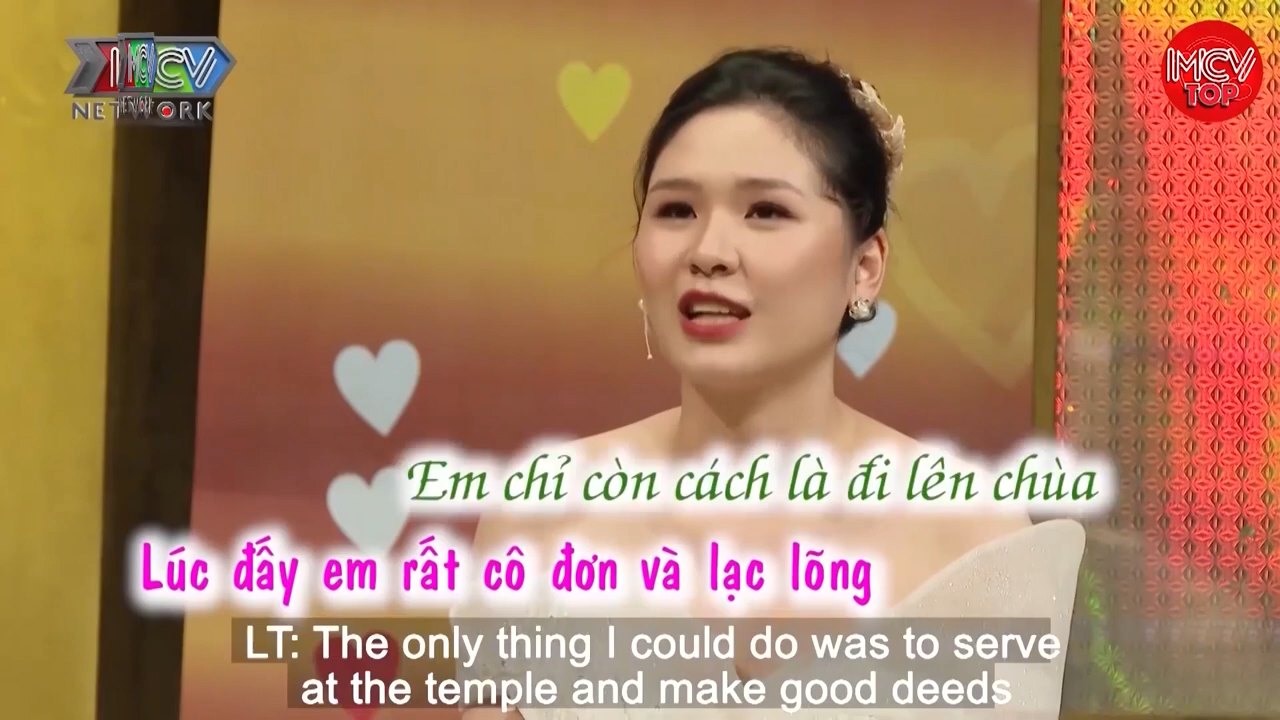 IMCV
NETWORK
IMCV
TOP
Em chỉ còn cách là đi lên chùa
Lúc đấy em rất cô đơn và lạc lõng
LT: The only thing I could do was to serve
at the temple and make good deeds